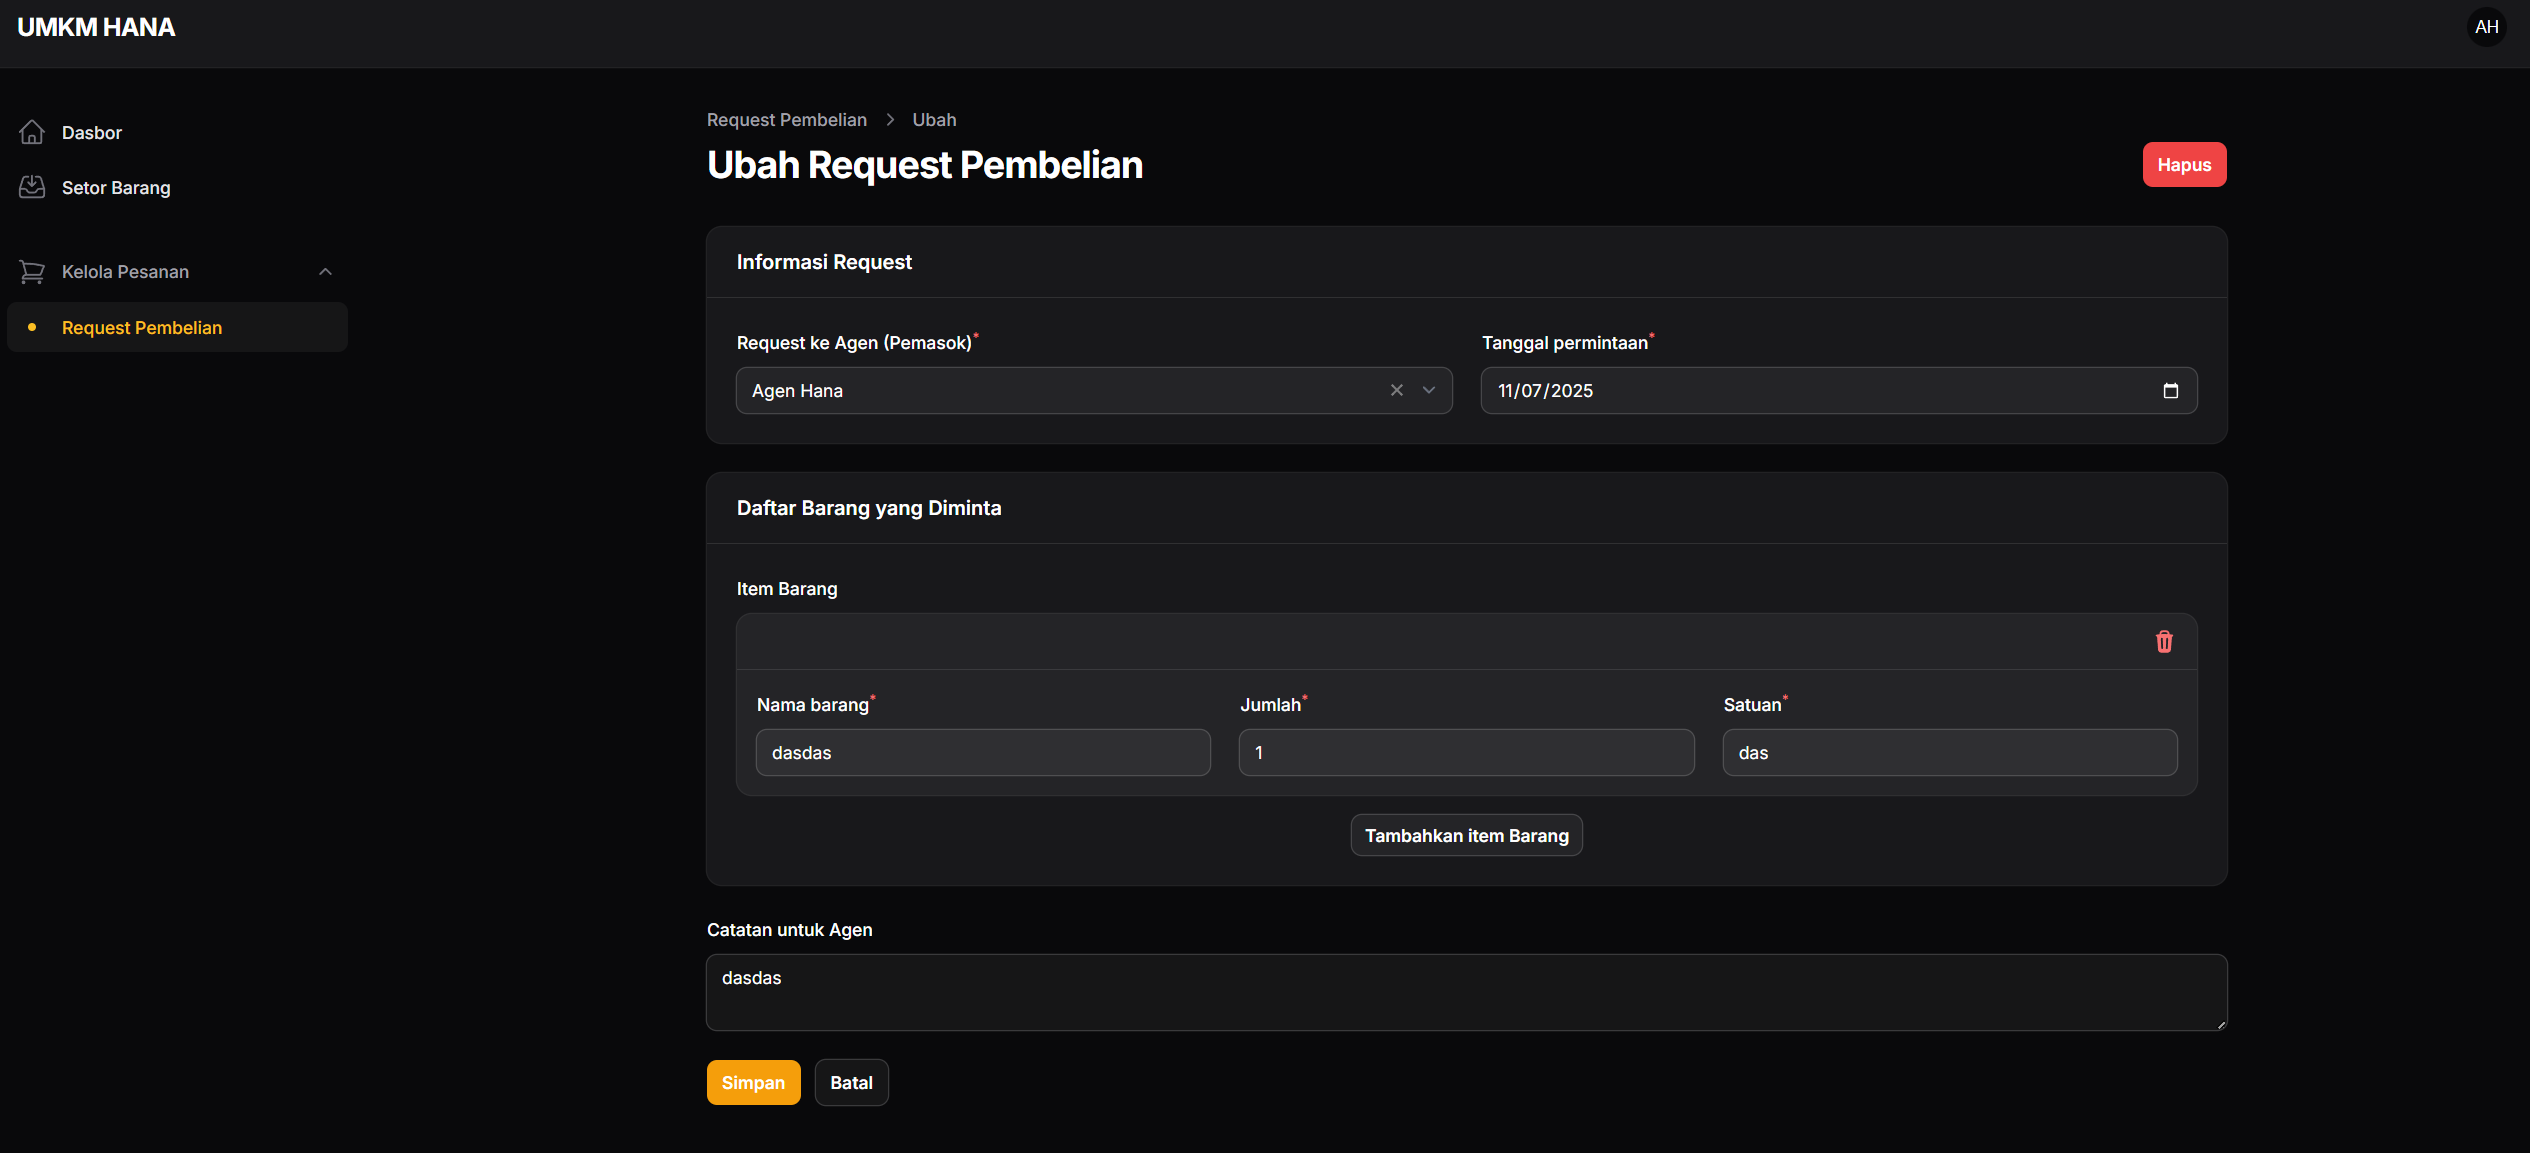 UMKM HANA
AH
Dasbor
Setor Barang
Kelola Pesanan
Request Pembelian
Request Pembelian > Ubah
Ubah Request Pembelian
Hapus
Informasi Request
Request ke Agen (Pemasok)*
Tanggal permintaan*
Agen Hana
11/07/2025
Daftar Barang yang Diminta
Item Barang
Nama barang*
Jumlah*
Satuan*
dasdas
1
das
Tambahkan item Barang
Catatan untuk Agen
dasdas
Simpan
Batal